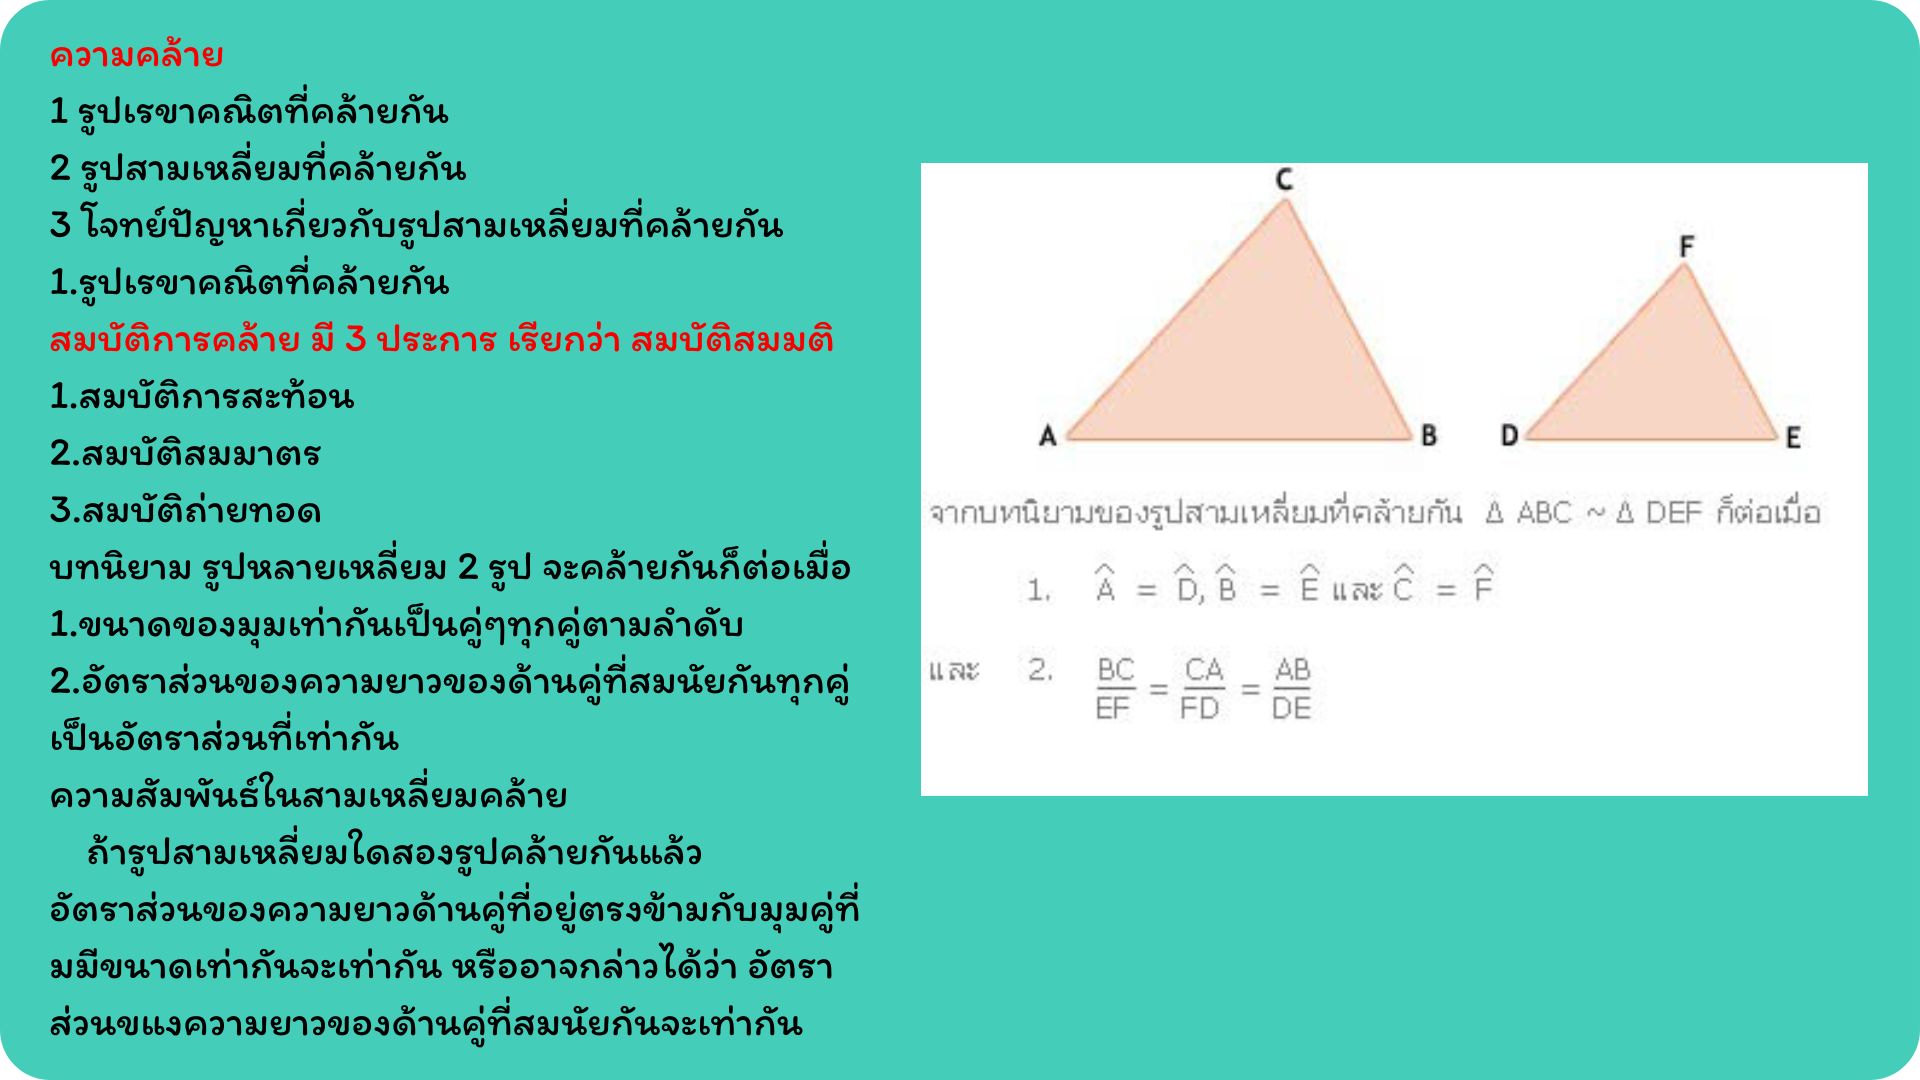 ความคล้าย
1 รูปเรขาคณิตที่คล้ายกัน
2 รูปสามเหลี่ยมที่คล้ายกัน
3 โจทย์ปัญหาเกี่ยวกับรูปสามเหลี่ยมที่คล้ายกัน
1.รูปเรขาคณิตที่คล้ายกัน
สมบัติการคล้าย มี 3 ประการ เรียกว่า สมบัติสมมติ
1.สมบัติการสะท้อน
2.สมบัติสมมาตร
3.สมบัติถ่ายทอด
บทนิยาม รูปหลายเหลี่ยม 2 รูป จะคล้ายกันก็ต่อเมื่อ
1.ขนาดของมุมเท่ากันเป็นคู่ๆทุกคู่ตามลำดับ
2.อัตราส่วนของความยาวของด้านคู่ที่สมนัยกันทุกคู่
เป็นอัตราส่วนที่เท่ากัน
ความสัมพันธ์ในสามเหลี่ยมคล้าย
ถ้ารูปสามเหลี่ยมใดสองรูปคล้ายกันแล้ว
อัตราส่วนของความยาวด้านคู่ที่อยู่ตรงข้ามกับมุมคู่ที่
มมีขนาดเท่ากันจะเท่ากัน หรืออาจกล่าวได้ว่า อัตรา
ส่วนขแงความยาวของด้านคู่ที่สมนัยกันจะเท่ากัน
C
F
A B D E
จากบทนิยามของรูปสามเหลี่ยมที่คล้ายกัน Δ ABC ~ Δ DEF ก็ต่อเมื่อ
1. Â = D̂, B̂ = Ê และ Ĉ = F̂
และ 2. BC/EF = CA/FD = AB/DE